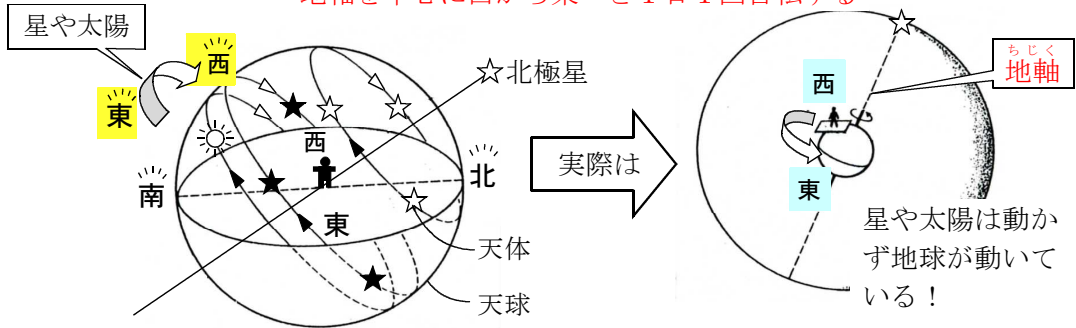 星や太陽
東
西
☆北極星
西
南
北
東
天体
天球
実際は
西
東
ちじく
地軸
星や太陽は動か
ず地球が動いて
いる！